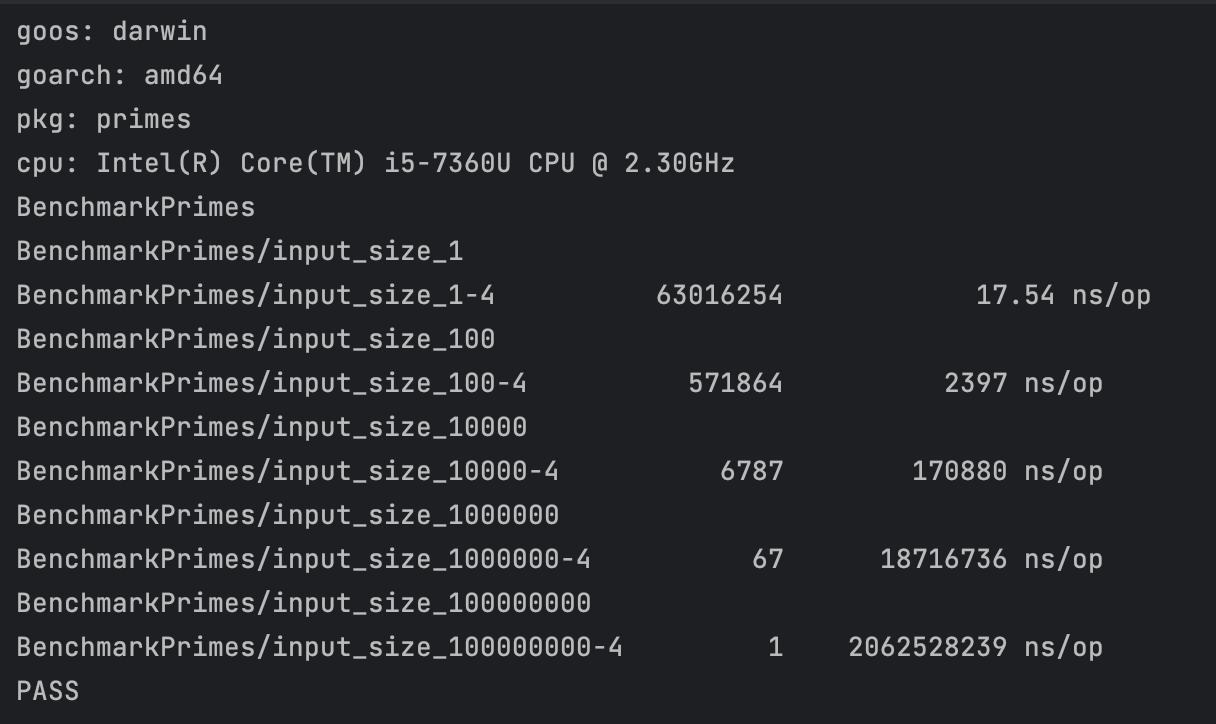 goos: darwin
goarch: amd64
pkg: primes
cpu: Intel(R) Core(TM) i5-7360U CPU @ 2.30GHz
BenchmarkPrimes
BenchmarkPrimes/input_size_1
BenchmarkPrimes/input_size_1-4 63016254 17.54 ns/op
BenchmarkPrimes/input_size_100
BenchmarkPrimes/input_size_100-4 571864 2397 ns/op
BenchmarkPrimes/input_size_10000
BenchmarkPrimes/input_size_10000-4 6787 170880 ns/op
BenchmarkPrimes/input_size_1000000
BenchmarkPrimes/input_size_1000000-4 67 18716736 ns/op
BenchmarkPrimes/input_size_100000000
BenchmarkPrimes/input_size_100000000-4 1 2062528239 ns/op
PASS